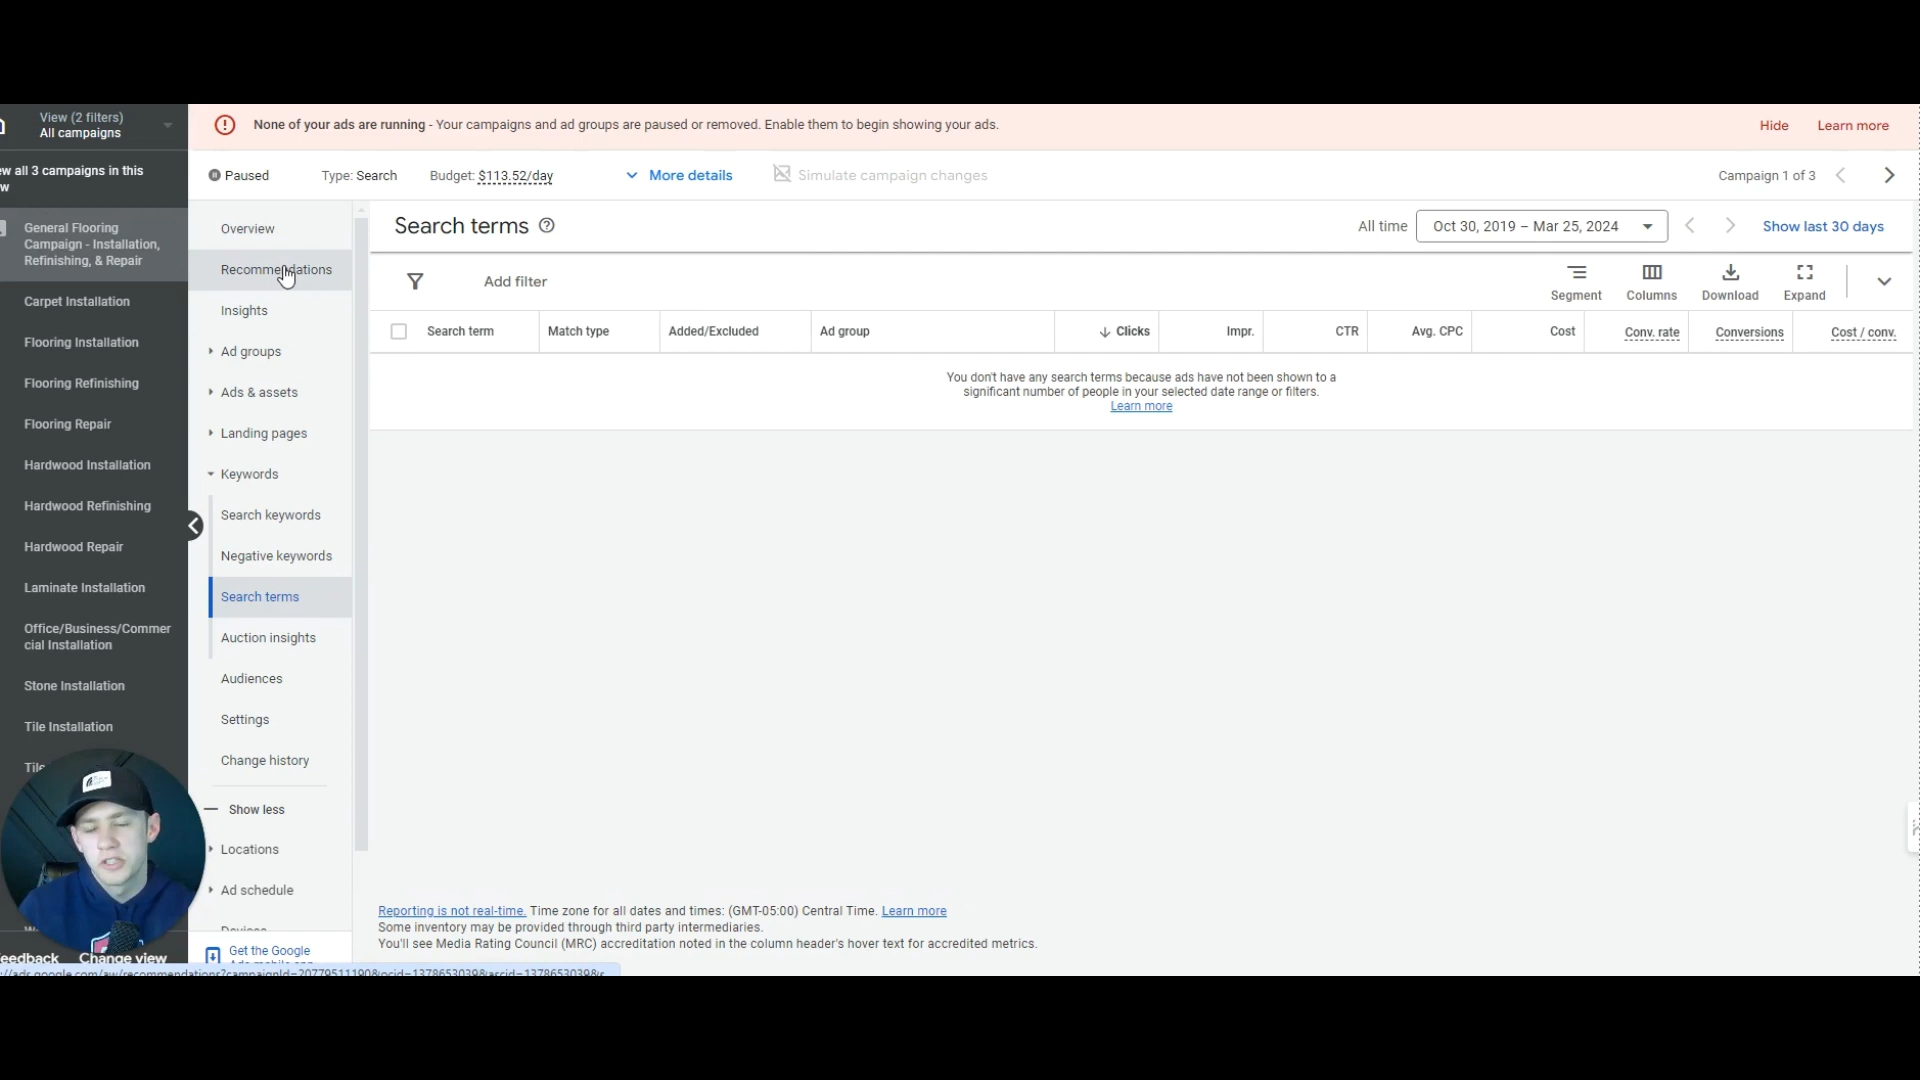 View (2 filters)
All campaigns
None of your ads are running - Your campaigns and ad groups are paused or removed. Enable them to begin showing your ads.
Hide
Learn more
ew all 3 campaigns in this
w
Paused
Type: Search
Budget: $113.52/day
More details
Simulate campaign changes
Campaign 1 of 3
General Flooring
Campaign - Installation,
Refinishing, & Repair
Carpet Installation
Flooring Installation
Flooring Refinishing
Flooring Repair
Hardwood Installation
Hardwood Refinishing
Hardwood Repair
Laminate Installation
Office/Business/Commer
cial Installation
Stone Installation
Tile Installation
Tile
eedback
Change view
Overview
Recommendations
Insights
Ad groups
Ads & assets
Landing pages
Keywords
Search keywords
Negative keywords
Search terms
Auction insights
Audiences
Settings
Change history
Show less
Locations
Ad schedule
Devices
Get the Google
Ads mobile app
Search terms
All time
Oct 30, 2019 – Mar 25, 2024
Show last 30 days
Add filter
Segment
Columns
Download
Expand
Search term
Match type
Added/Excluded
Ad group
Clicks
Impr.
CTR
Avg. CPC
Cost
Conv. rate
Conversions
Cost / conv.
You don't have any search terms because ads have not been shown to a
significant number of people in your selected date range or filters.
Learn more
Reporting is not real-time. Time zone for all dates and times: (GMT-05:00) Central Time. Learn more
Some inventory may be provided through third party intermediaries.
You'll see Media Rating Council (MRC) accreditation noted in the column header's hover text for accredited metrics.